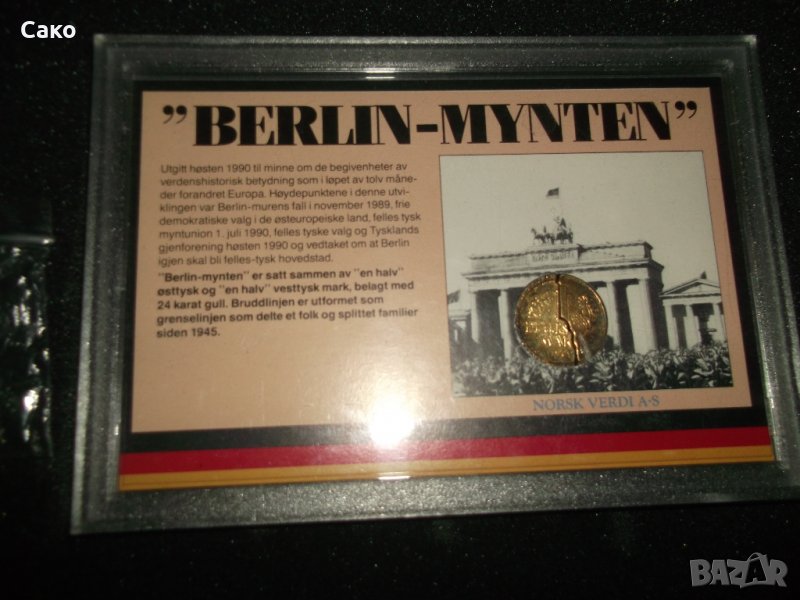 Cako
"BERLIN-MYNTEN"
Utgitt høsten 1990 til minne om de begivenheter av
verdenshistorisk betydning som i løpet av tolv måne-
der forandret Europa. Høydepunktene i denne utvi-
klingen var Berlin-murens fall i november 1989, frie
demokratiske valg i de østeuropeiske land, felles tysk
myntunion 1. juli 1990, felles tyske valg og Tysklands
gjenforening høsten 1990 og vedtaket om at Berlin
igjen skal bli felles-tysk hovedstad.
"Berlin-mynten" er satt sammen av "en halv"
østtysk og "en halv" vesttysk mark, belagt med
24 karat gull. Bruddlinjen er utformet som
grenselinjen som delte et folk og splittet familier
siden 1945.
NORSK VERDI A·S
BAZAR